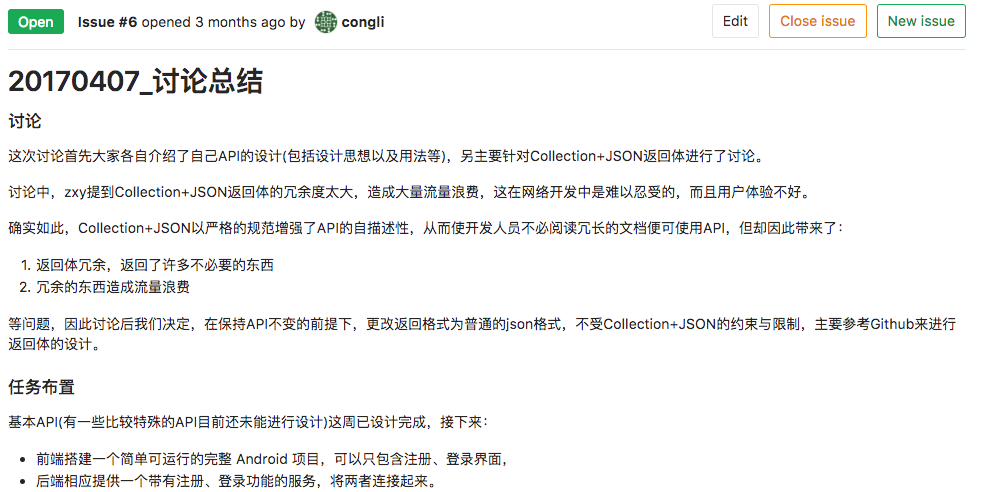 Open Issue #6 opened 3 months ago by congli Edit Close issue New issue
20170407_讨论总结
讨论
这次讨论首先大家各自介绍了自己API的设计(包括设计思想以及用法等)，另主要针对Collection+JSON返回体进行了讨论。
讨论中，zxy提到Collection+JSON返回体的冗余度太大，造成大量流量浪费，这在网络开发中是难以忍受的，而且用户体验不好。
确实如此，Collection+JSON以严格的规范增强了API的自描述性，从而使开发人员不必阅读冗长的文档便可使用API，但却因此带来了：
1. 返回体冗余，返回了许多不必要的东西
2. 冗余的东西造成流量浪费
等问题，因此讨论后我们决定，在保持API不变的前提下，更改返回格式为普通的json格式，不受Collection+JSON的约束与限制，主要参考Github来进行
返回体的设计。
任务布置
基本API(有一些比较特殊的API目前还未能进行设计)这周已设计完成，接下来：
• 前端搭建一个简单可运行的完整 Android 项目，可以只包含注册、登录界面，
• 后端相应提供一个带有注册、登录功能的服务，将两者连接起来。